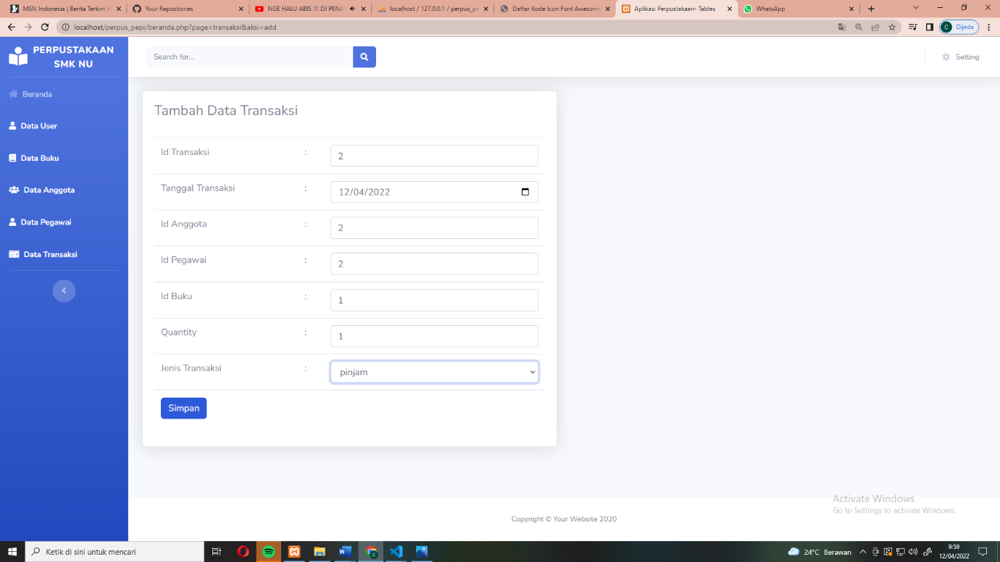 MSN Indonesia | Berita Terkini H
Your Repositories
NGE HALU ABIS !!! DJ PENA
localhost / 127.0.0.1 / perpus_pe
Daftar Kode Icon Font Awesome
Aplikasi Perpustakaan- Tables
WhatsApp
localhost/perpus_pepi/beranda.php?page=transaksi&aksi=add
C
Dijeda
PERPUSTAKAAN
SMK NU
Search for...
Setting
Beranda
Data User
Data Buku
Data Anggota
Data Pegawai
Data Transaksi
Tambah Data Transaksi
Id Transaksi : 2
Tanggal Transaksi : 12/04/2022
Id Anggota : 2
Id Pegawai : 2
Id Buku : 1
Quantity : 1
Jenis Transaksi : pinjam
Simpan
Activate Windows
Go to Settings to activate Windows.
Copyright © Your Website 2020
Ketik di sini untuk mencari
24°C Berawan
9:59
12/04/2022